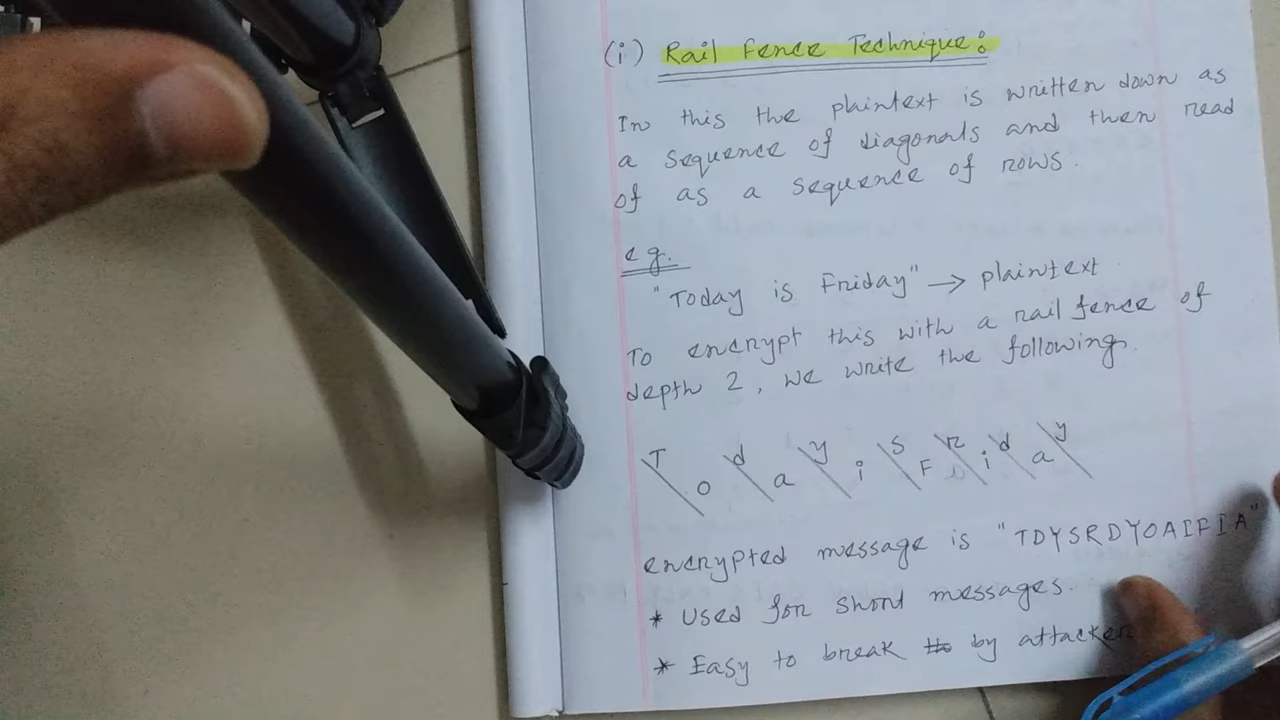 (i) Rail Fence Technique:
In this the plaintext is written down as
a sequence of diagonals and then read
of as a sequence of rows.
eg.
"Today is Friday" → plaintext
To encrypt this with a rail fence of
depth 2, we write the following.
T d y s r d y
o a i F i a
encrypted message is "TDYSRDYOAIFIA"
* Used for short messages.
* Easy to break by attacker